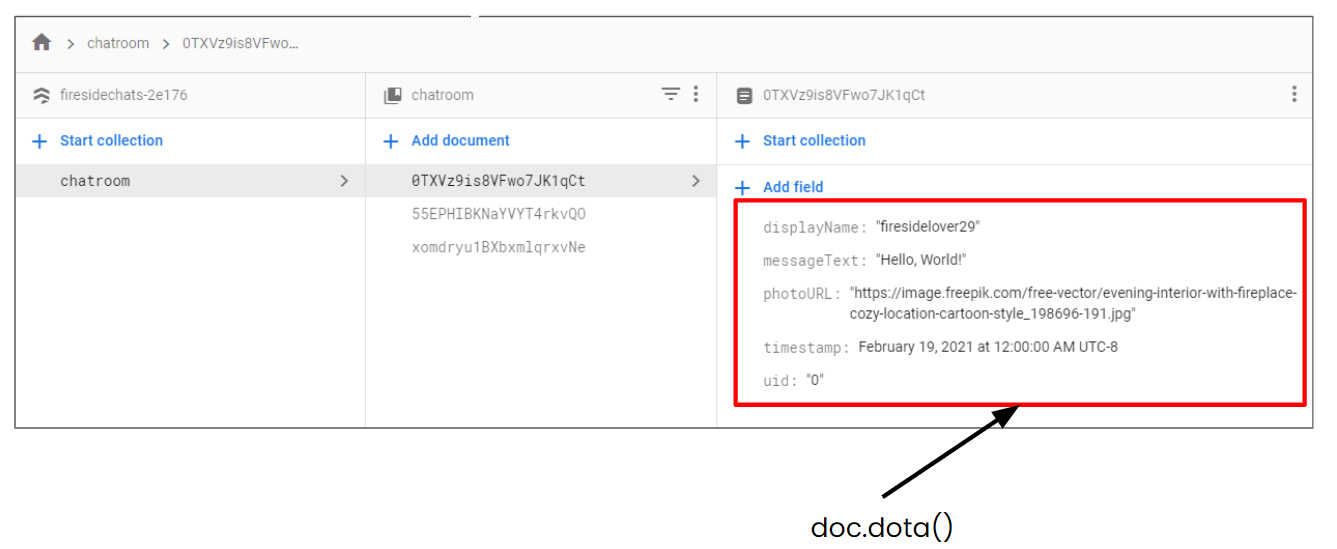 chatroom > 0TXVz9is8VFwo...
firesidechats-2e176
chatroom
0TXVz9is8VFwo7JK1qCt
+ Start collection
+ Add document
+ Start collection
chatroom
0TXVz9is8VFwo7JK1qCt
55EPHIBKNaYVYT4rkvQO
xomdryu1BXbxmlqrxvNe
+ Add field
displayName: "firesidelover29"
messageText: "Hello, World!"
photoURL: "https://image.freepik.com/free-vector/evening-interior-with-fireplace-
cozy-location-cartoon-style_198696-191.jpg"
timestamp: February 19, 2021 at 12:00:00 AM UTC-8
uid: "0"
doc.data()